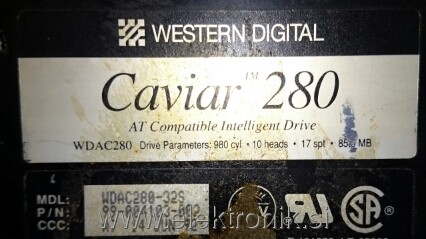 WESTERN DIGITAL
Caviar™ 280
AT Compatible Intelligent Drive
WDAC280 Drive Parameters: 980 cyl • 10 heads • 17 spt • MB
MDL: WDAC280-32S
P/N:
CCC:
www.elektronik.si